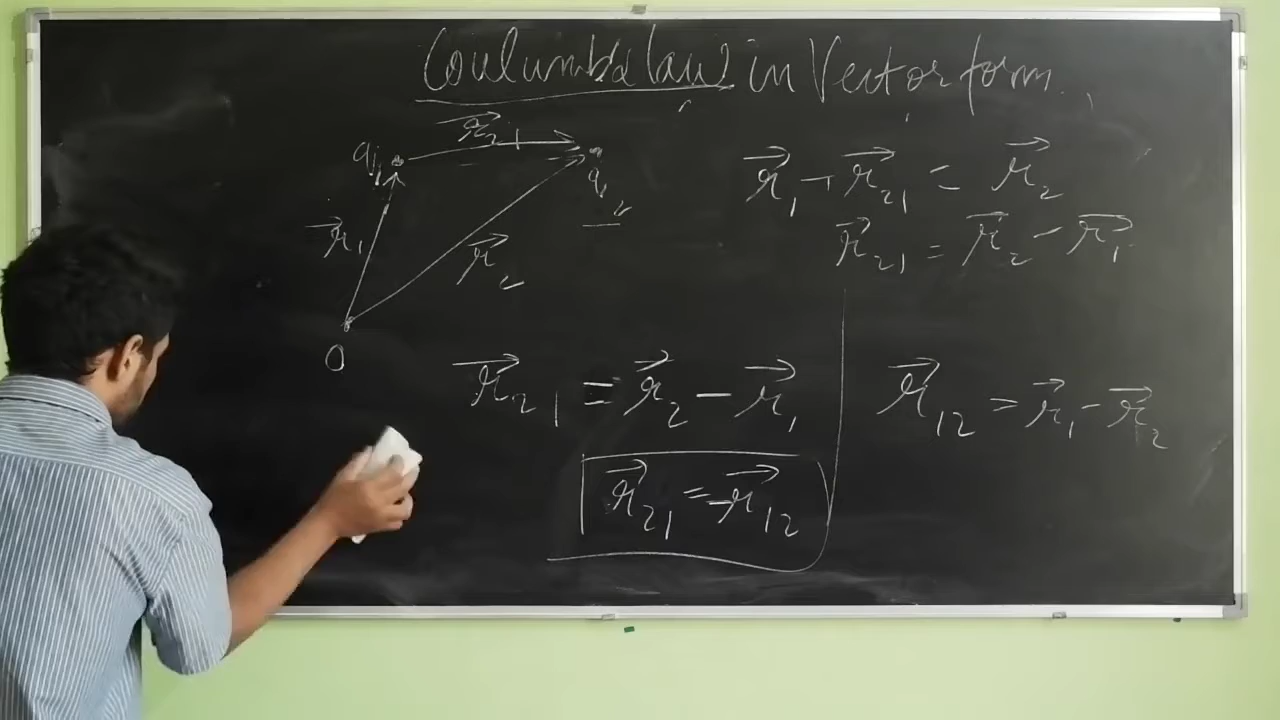 Coulumbs law in Vector form.
r⃗₂₁
q₁
q₂
r⃗₁
r⃗₂
O
r⃗₁ + r⃗₂₁ = r⃗₂
r⃗₂₁ = r⃗₂ - r⃗₁
r⃗₂₁ = r⃗₂ - r⃗₁
r⃗₁₂ = r⃗₁ - r⃗₂
r⃗₂₁ = -r⃗₁₂